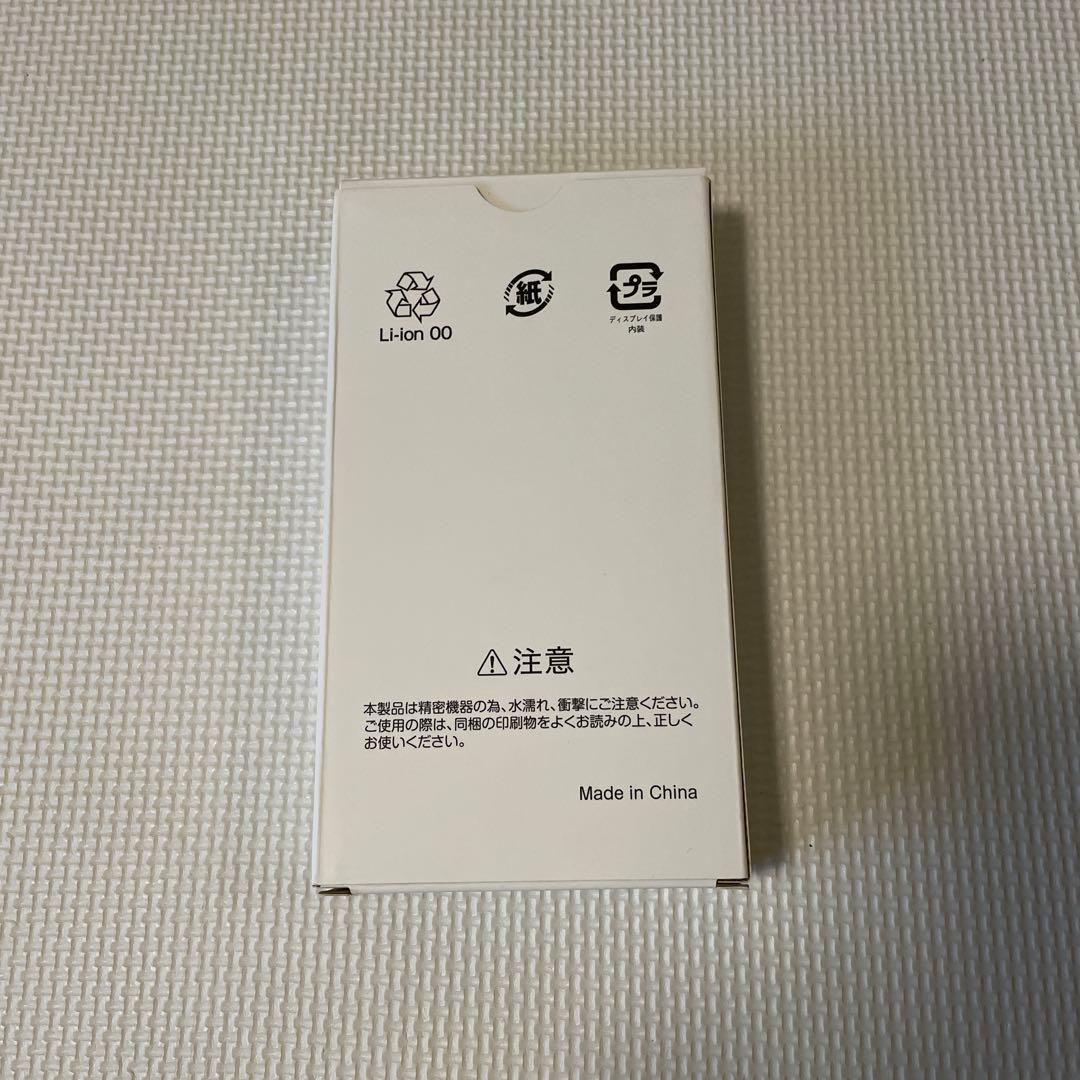 Li-ion 00
紙
プラ
ディスプレイ保護
内装
注意
本製品は精密機器の為、水濡れ、衝撃にご注意ください。
ご使用の際は、同梱の印刷物をよくお読みの上、正しく
お使いください。
Made in China